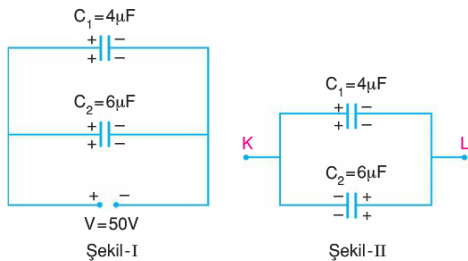 C₁=4μF
+ −
+ −
C₂=6μF
+ −
+ −
+ −
V=50V
Şekil-I
C₁=4μF
+ −
+ −
K
L
C₂=6μF
− +
− +
Şekil-II